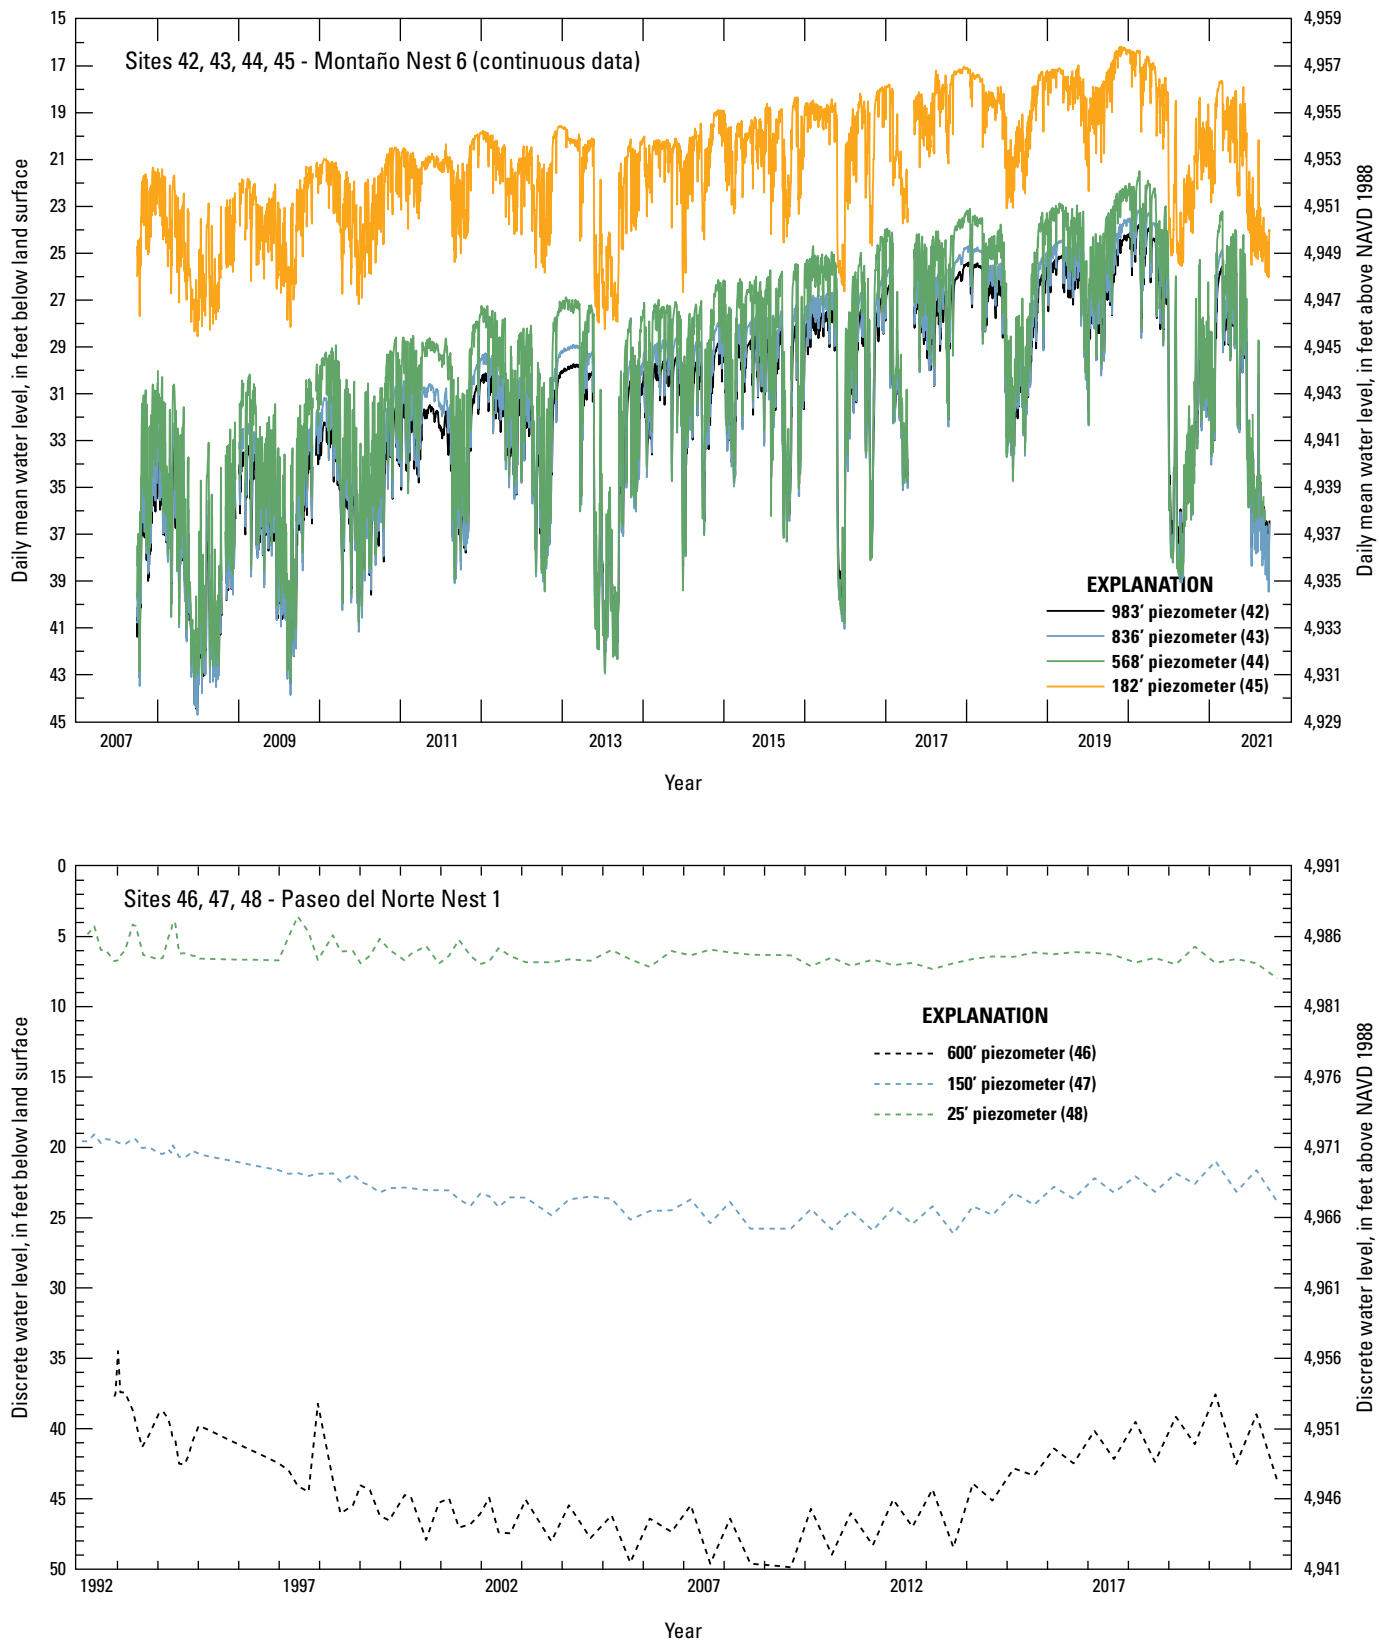 Sites 42, 43, 44, 45 - Montaño Nest 6 (continuous data)
Daily mean water level, in feet below land surface
15
17
19
21
23
25
27
29
31
33
35
37
39
41
43
45
4,959
4,957
4,955
4,953
4,951
4,949
4,947
4,945
4,943
4,941
4,939
4,937
4,935
4,933
4,931
4,929
Daily mean water level, in feet above NAVD 1988
EXPLANATION
983′ piezometer (42)
836′ piezometer (43)
568′ piezometer (44)
182′ piezometer (45)
2007 2009 2011 2013 2015 2017 2019 2021
Year
Sites 46, 47, 48 - Paseo del Norte Nest 1
Discrete water level, in feet below land surface
0
5
10
15
20
25
30
35
40
45
50
4,991
4,986
4,981
4,976
4,971
4,966
4,961
4,956
4,951
4,946
4,941
Discrete water level, in feet above NAVD 1988
EXPLANATION
600′ piezometer (46)
150′ piezometer (47)
25′ piezometer (48)
1992 1997 2002 2007 2012 2017
Year